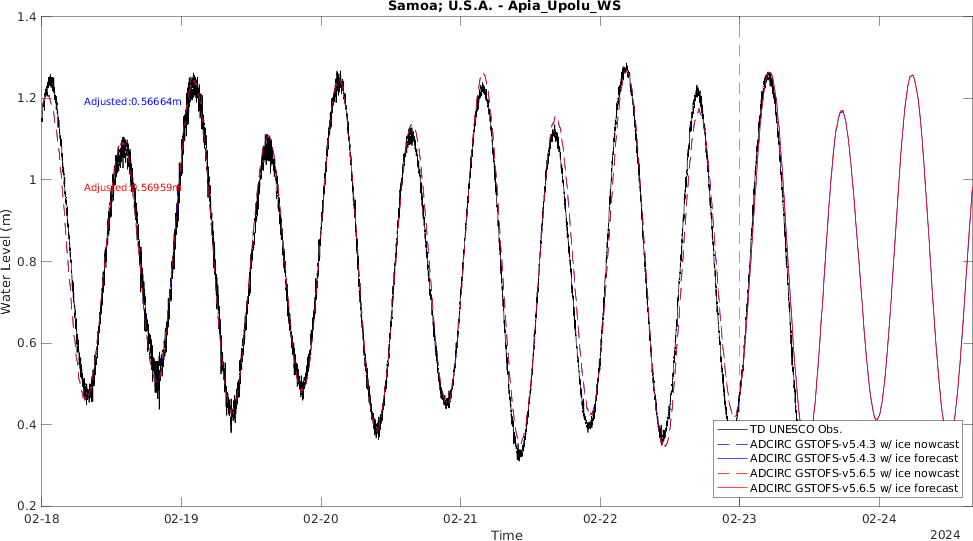 Samoa; U.S.A. - Apia_Upolu_WS
1.4
1.2
1
0.8
0.6
0.4
0.2
Water Level (m)
Adjusted:0.56664m
Adjusted:0.56959m
TD UNESCO Obs.
ADCIRC GSTOFS-v5.4.3 w/ ice nowcast
ADCIRC GSTOFS-v5.4.3 w/ ice forecast
ADCIRC GSTOFS-v5.6.5 w/ ice nowcast
ADCIRC GSTOFS-v5.6.5 w/ ice forecast
02-18 02-19 02-20 02-21 02-22 02-23 02-24
Time
2024